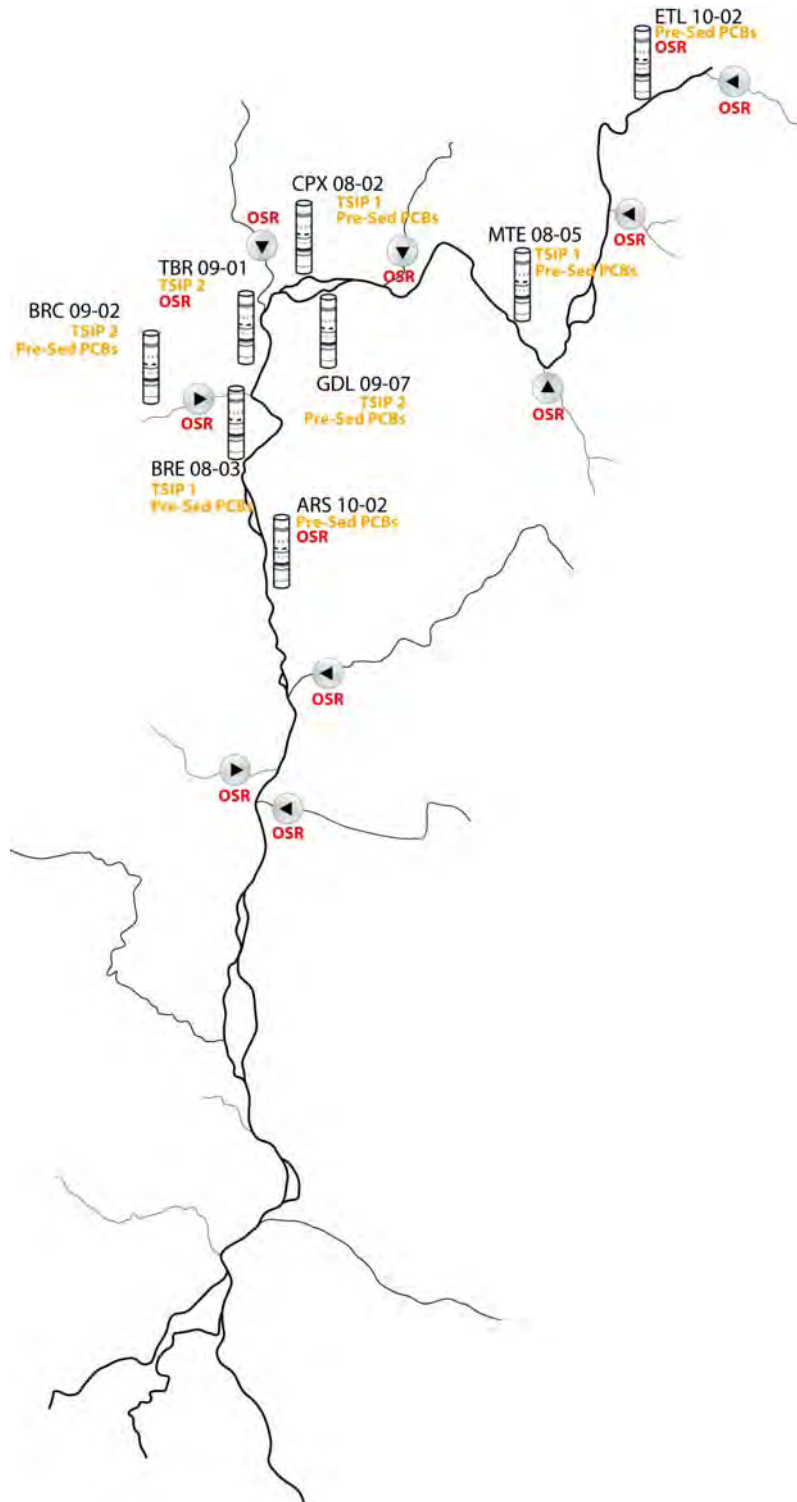 ETL 10-02
Pre-Sed PCBs
OSR
OSR
CPX 08-02
TSIP 1
Pre-Sed PCBs
OSR
OSR
MTE 08-05
TSIP 1
Pre-Sed PCBs
OSR
TBR 09-01
TSIP 2
OSR
BRC 09-02
TSIP 2
Pre-Sed PCBs
GDL 09-07
TSIP 2
Pre-Sed PCBs
OSR
OSR
BRE 08-03
TSIP 1
Pre-Sed PCBs
ARS 10-02
Pre-Sed PCBs
OSR
OSR
OSR
OSR